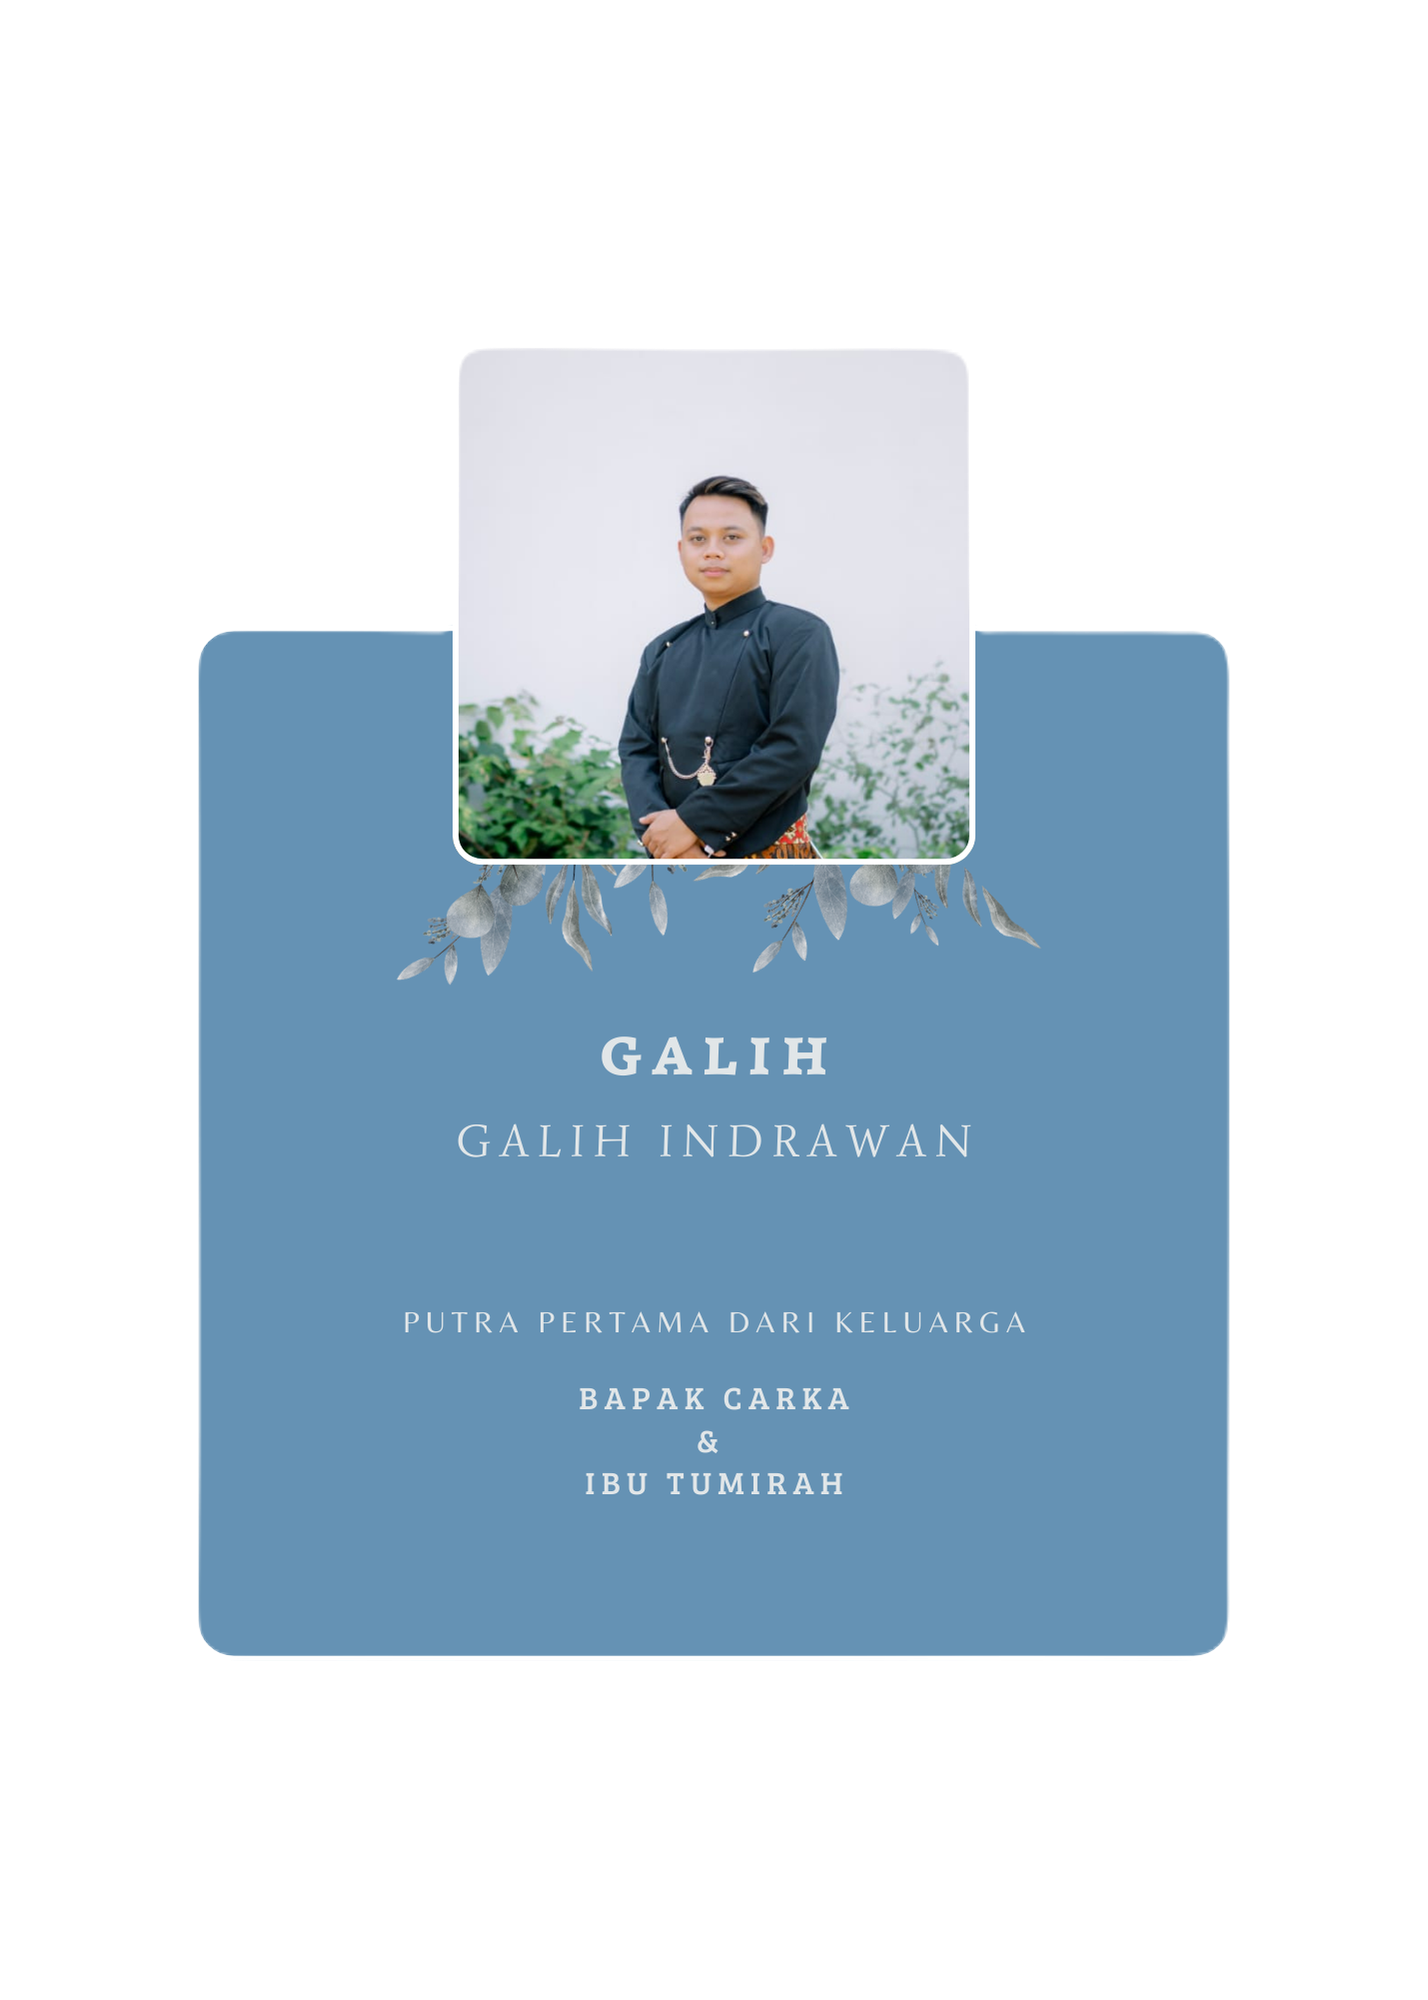 GALIH
GALIH INDRAWAN
PUTRA PERTAMA DARI KELUARGA
BAPAK CARKA
&
IBU TUMIRAH